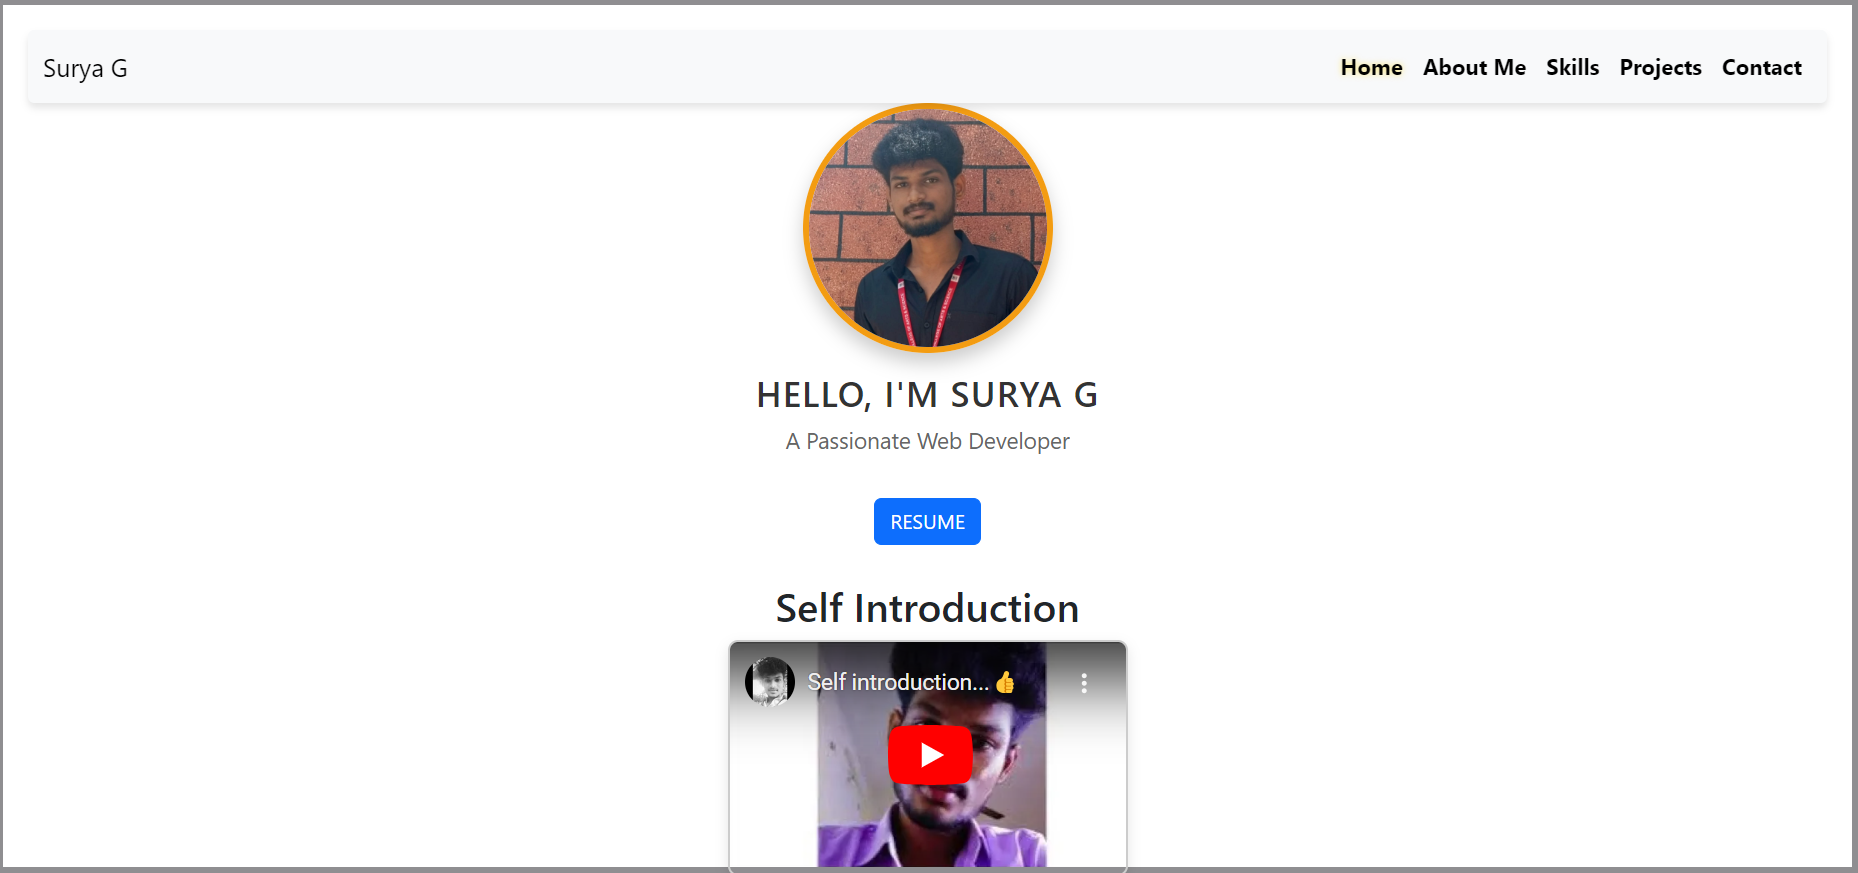 Surya G
Home About Me Skills Projects Contact
HELLO, I'M SURYA G
A Passionate Web Developer
RESUME
Self Introduction
Self introduction... 👍